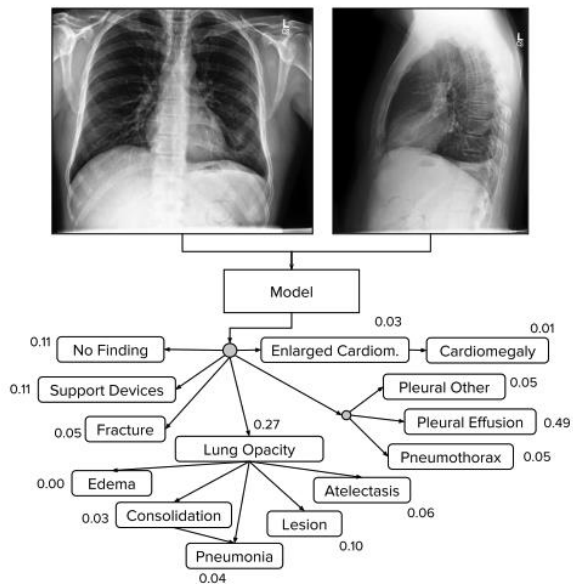 L
L
Model
0.03
0.01
0.11
No Finding
Enlarged Cardiom.
Cardiomegaly
0.11
Support Devices
Pleural Other
0.05
0.05
Fracture
0.27
Pleural Effusion
0.49
Lung Opacity
Pneumothorax
0.05
0.00
Edema
Atelectasis
0.06
0.03
Consolidation
Lesion
0.10
Pneumonia
0.04